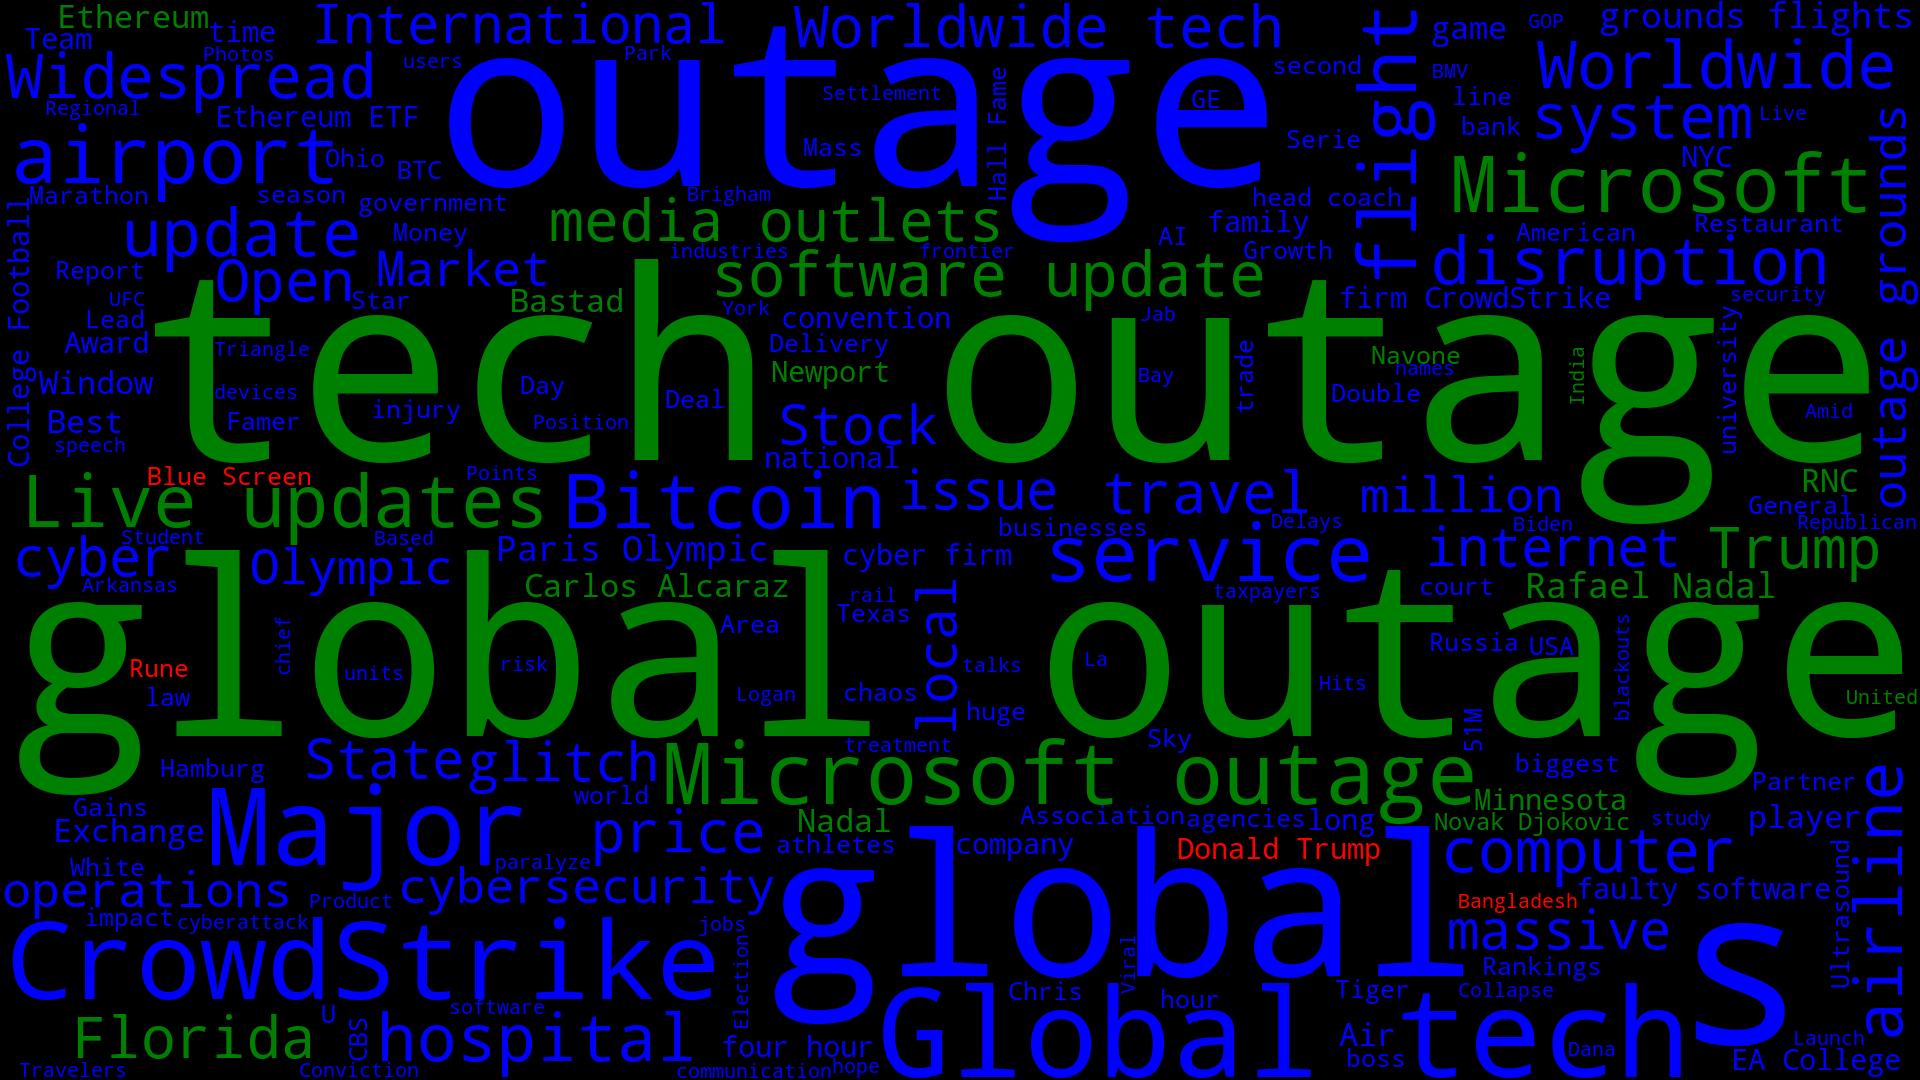 Ethereum
time
International
Worldwide tech
flight
game
GOP
grounds flights
Team
Photos
users
Park
outage
second
BMV
Worldwide
Widespread
Settlement
GE
line
Regional
Ethereum ETF
Hall Fame
Serie
bank
system
Live
airport
Ohio
BTC
Mass
NYC
outage grounds
Marathon
season
government
Brigham
head coach
Microsoft
College Football
update
Money
media outlets
AI
family
American
Restaurant
industries
frontier
Growth
disruption
Report
Open
Market
software update
UFC
Star
Bastad
York
convention
Jab
firm CrowdStrike
security
Lead
Award
Triangle
tech outage
Delivery
trade
Navone
names
India
university
Window
devices
Day
Deal
Newport
Bay
Double
Best
Famer
injury
Position
Stock
Amid
speech
national
Blue Screen
Points
Live updates
Bitcoin
issue
travel
million
RNC
General
Student
Based
businesses
Delays
Biden
Republican
cyber
Olympic
Paris Olympic
cyber firm
service
internet
Trump
Arkansas
Carlos Alcaraz
rail
local
taxpayers
court
Rafael Nadal
global outage
chief
Area
Texas
Russia
USA
blackouts
Rune
units
risk
talks
La
law
Logan
chaos
Hits
United
huge
51M
State
glitch
treatment
Sky
Hamburg
Microsoft outage
biggest
Partner
airline
Gains
Major
world
Minnesota
Exchange
price
Nadal
Association
agencies
long
Novak Djokovic
study
player
White
paralyze
athletes
company
Donald Trump
computer
operations
Product
cybersecurity
global
Bangladesh
faulty software
Ultrasound
impact
cyberattack
jobs
massive
s
CrowdStrike
Election
Viral
Rankings
software
Chris
hour
Tiger
Collapse
Florida
U
CBS
hospital
four hour
Global tech
Air
boss
Dana
Launch
EA College
Travelers
Conviction
communication
hope